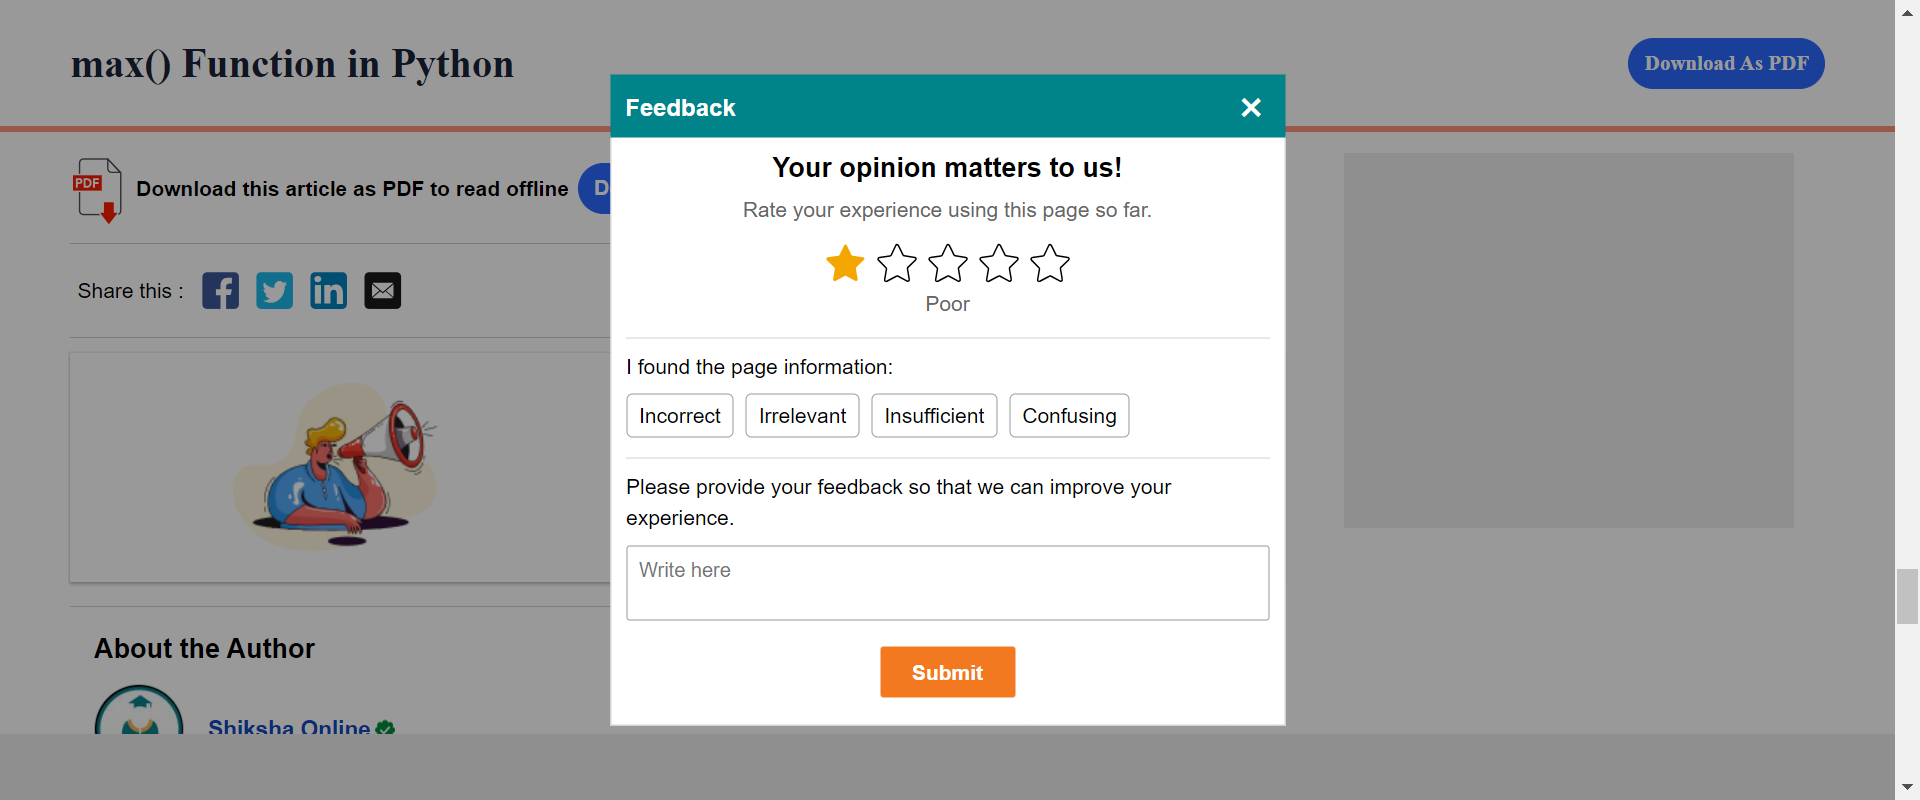 max() Function in Python
Download As PDF
Feedback
Your opinion matters to us!
Rate your experience using this page so far.
Poor
I found the page information:
Incorrect
Irrelevant
Insufficient
Confusing
Please provide your feedback so that we can improve your
experience.
Write here
Submit
PDF
Download this article as PDF to read offline
D
Share this :
About the Author
Shiksha Online